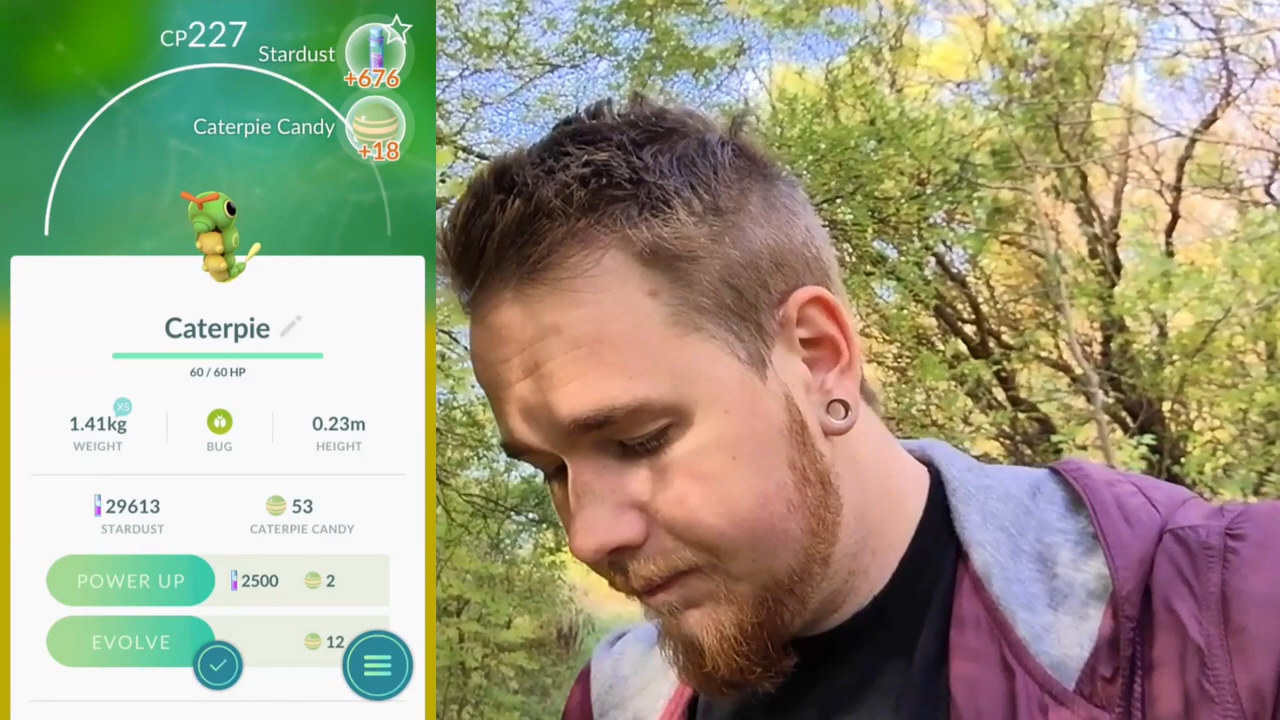 CP227
Stardust
+676
Caterpie Candy
+18
Caterpie
60 / 60 HP
XS
1.41kg
0.23m
WEIGHT
BUG
HEIGHT
29613
53
STARDUST
CATERPIE CANDY
POWER UP
2500
2
EVOLVE
12